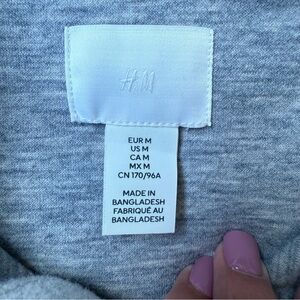 H&M
EUR M
US M
CA M
MX M
CN 170/96A
MADE IN
BANGLADESH
FABRIQUÉ AU
BANGLADESH